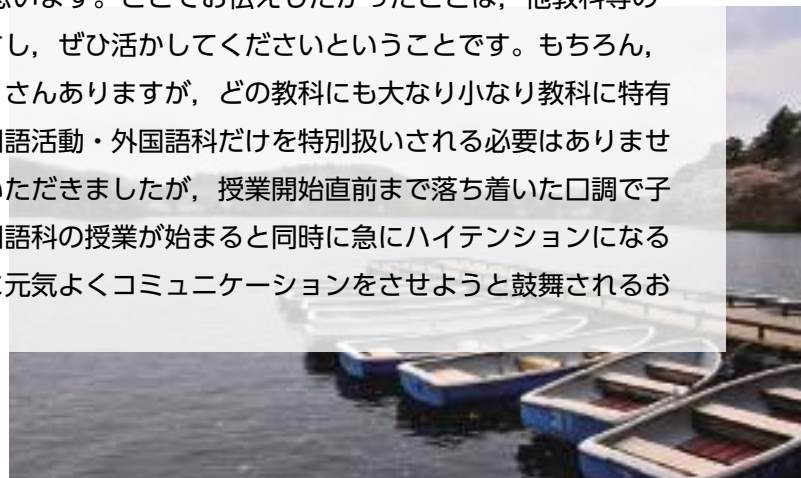 思います。ここでお伝えしたかったことは，他教科等の
し，ぜひ活かしてくださいということです。もちろん，
さんありますが，どの教科にも大なり小なり教科に特有
語活動・外国語科だけを特別扱いされる必要はありませ
いただきましたが，授業開始直前まで落ち着いた口調で子
語科の授業が始まると同時に急にハイテンションになる
元気よくコミュニケーションをさせようと鼓舞されるお